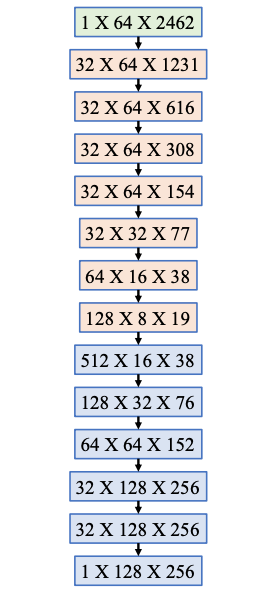 1 X 64 X 2462
32 X 64 X 1231
32 X 64 X 616
32 X 64 X 308
32 X 64 X 154
32 X 32 X 77
64 X 16 X 38
128 X 8 X 19
512 X 16 X 38
128 X 32 X 76
64 X 64 X 152
32 X 128 X 256
32 X 128 X 256
1 X 128 X 256